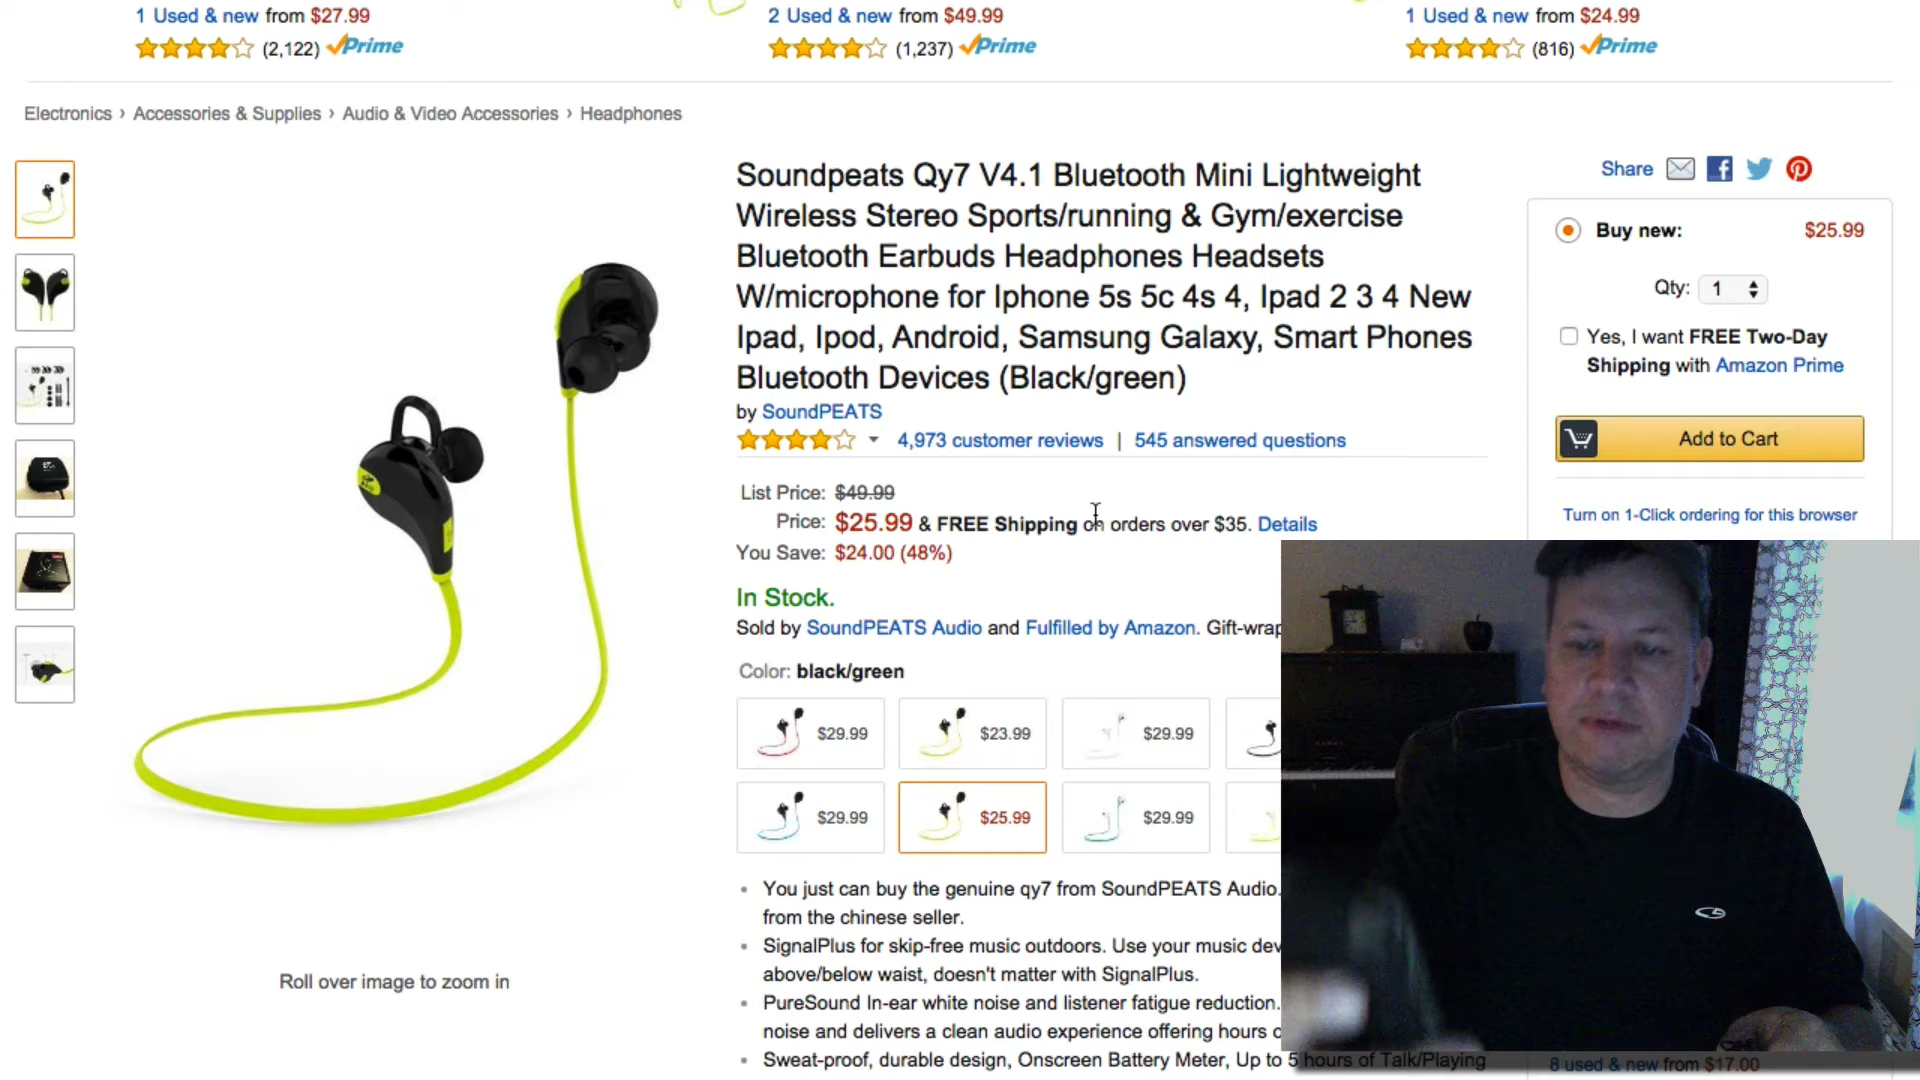 1 Used & new from $27.99
2 Used & new from $49.99
1 Used & new from $24.99
(2,122) Prime
(1,237) Prime
(816) Prime
Electronics › Accessories & Supplies › Audio & Video Accessories › Headphones
Soundpeats Qy7 V4.1 Bluetooth Mini Lightweight
Wireless Stereo Sports/running & Gym/exercise
Bluetooth Earbuds Headphones Headsets
W/microphone for Iphone 5s 5c 4s 4, Ipad 2 3 4 New
Ipad, Ipod, Android, Samsung Galaxy, Smart Phones
Bluetooth Devices (Black/green)
by SoundPEATS
4,973 customer reviews | 545 answered questions
List Price: $49.99
Price: $25.99 & FREE Shipping on orders over $35. Details
You Save: $24.00 (48%)
In Stock.
Sold by SoundPEATS Audio and Fulfilled by Amazon. Gift-wrap
Color: black/green
$29.99
$23.99
$29.99
$29.99
$25.99
$29.99
You just can buy the genuine qy7 from SoundPEATS Audio.
from the chinese seller.
SignalPlus for skip-free music outdoors. Use your music dev
above/below waist, doesn't matter with SignalPlus.
PureSound In-ear white noise and listener fatigue reduction.
noise and delivers a clean audio experience offering hours o
Sweat-proof, durable design, Onscreen Battery Meter, Up to 5 hours of Talk/Playing
Roll over image to zoom in
Share
Buy new: $25.99
Qty: 1
Yes, I want FREE Two-Day
Shipping with Amazon Prime
Add to Cart
Turn on 1-Click ordering for this browser
8 used & new from $17.00